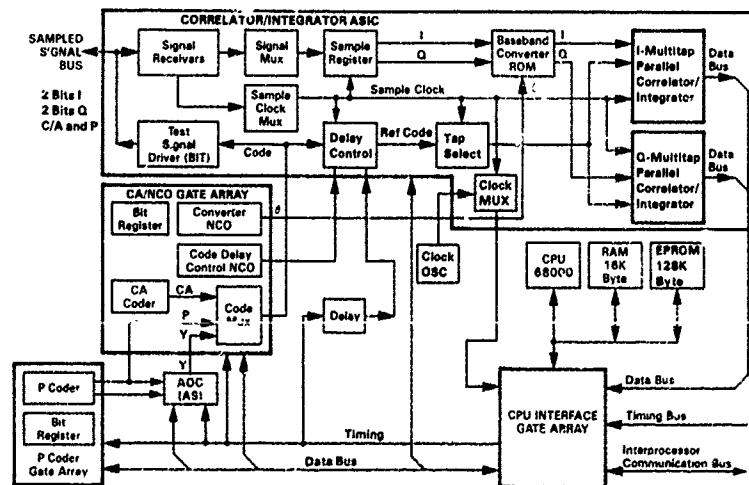 CORRELATOR/INTEGRATOR ASIC
SAMPLED
S'GNAL
BUS
2 Bits I
2 Bits Q
C/A and P
Signal
Receivars
Signal
Mux
Sample
Register
I
Q
Baseband
Converter
ROM
I
Q
I-Multitap
Parallel
Correlator/
Integrator
Data
Bus
Sample
Clock
Mux
Sample Clock
Test
Signal
Driver (BIT)
Code
Delay
Control
Ref Code
Tap
Select
Q-Multitap
Parallel
Correlator/
Integrator
Data
Bus
Clock
MUX
CA/NCO GATE ARRAY
Bit
Register
Converter
NCO
θ
Code Delay
Control NCO
Clock
OSC
CPU
68000
RAM
16K
Byte
EPROM
128K
Byte
CA
Coder
CA
P
Y
Code
Mux
Delay
Y
P Coder
AOC
(AS)
Bit
Register
P Coder
Gate Array
Timing
Data Bus
CPU INTERFACE
GATE ARRAY
Data Bus
Timing Bus
Interprocessor
Communication Bus